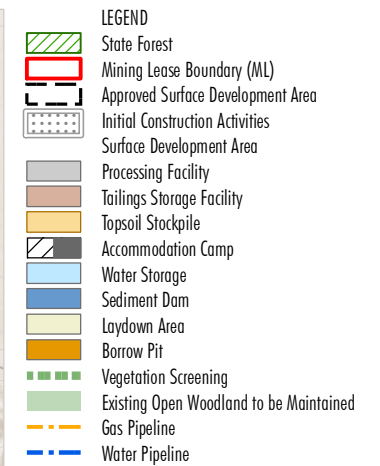 LEGEND
State Forest
Mining Lease Boundary (ML)
Approved Surface Development Area
Initial Construction Activities
Surface Development Area
Processing Facility
Tailings Storage Facility
Topsoil Stockpile
Accommodation Camp
Water Storage
Sediment Dam
Laydown Area
Borrow Pit
Vegetation Screening
Existing Open Woodland to be Maintained
Gas Pipeline
Water Pipeline